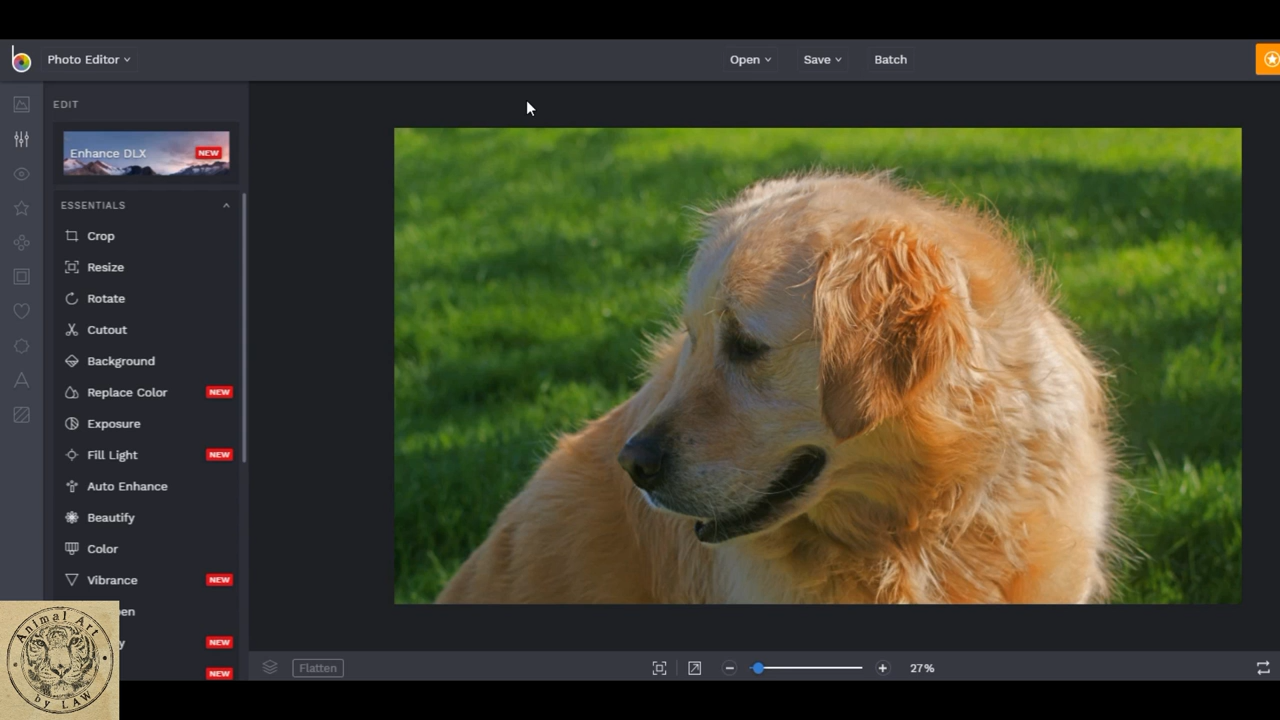 Photo Editor
Open
Save
Batch
EDIT
Enhance DLX NEW
ESSENTIALS
Crop
Resize
Rotate
Cutout
Background
Replace Color NEW
Exposure
Fill Light NEW
Auto Enhance
Beautify
Color
Vibrance NEW
en
y NEW
NEW
Flatten
27%
Animal Art
by LAW